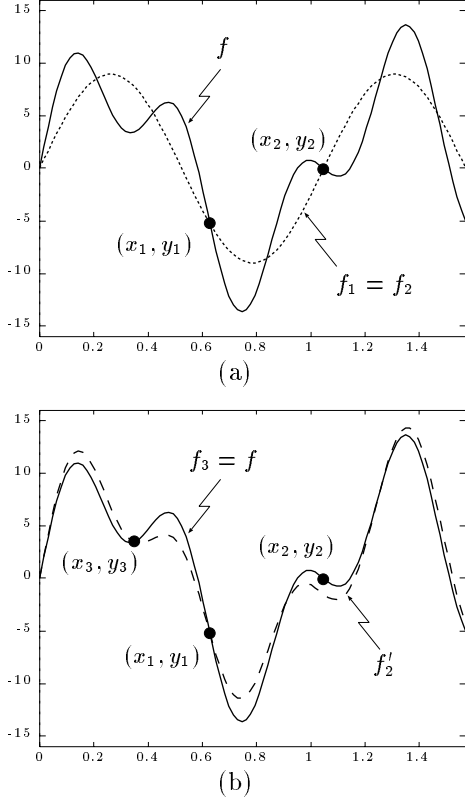 15
10
5
0
-5
-10
-15
f
(x₂, y₂)
(x₁, y₁)
f₁ = f₂
0 0.2 0.4 0.6 0.8 1 1.2 1.4
(a)
15
10
5
0
-5
-10
-15
f₃ = f
(x₃, y₃)
(x₂, y₂)
(x₁, y₁)
f₂′
0 0.2 0.4 0.6 0.8 1 1.2 1.4
(b)